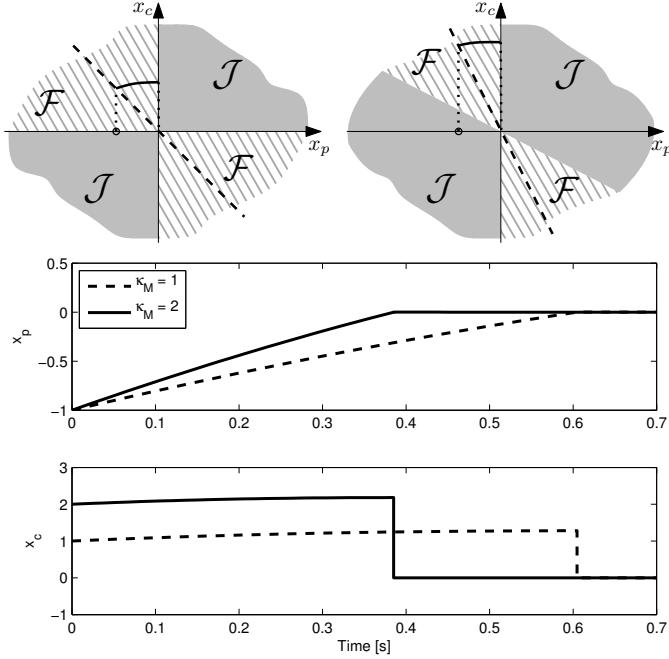 x_c
x_c
𝓕
𝓙
𝓕
𝓙
x_p
x_p
𝓙
𝓕
𝓙
𝓕
0.5
0
−0.5
−1
x_p
κ_M = 1
κ_M = 2
0 0.1 0.2 0.3 0.4 0.5 0.6 0.7
3
2
1
0
−1
x_c
0 0.1 0.2 0.3 0.4 0.5 0.6 0.7
Time [s]